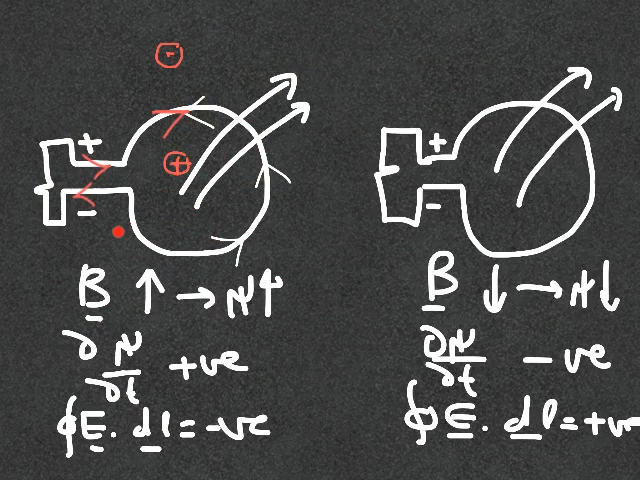 -
+ +
+
- -
B ↑ → ψ↑
B ↓ → ψ↓
∂ψ/∂t +ve
∂ψ/∂t -ve
∮E. dl = -ve
∮E. dl = +ve